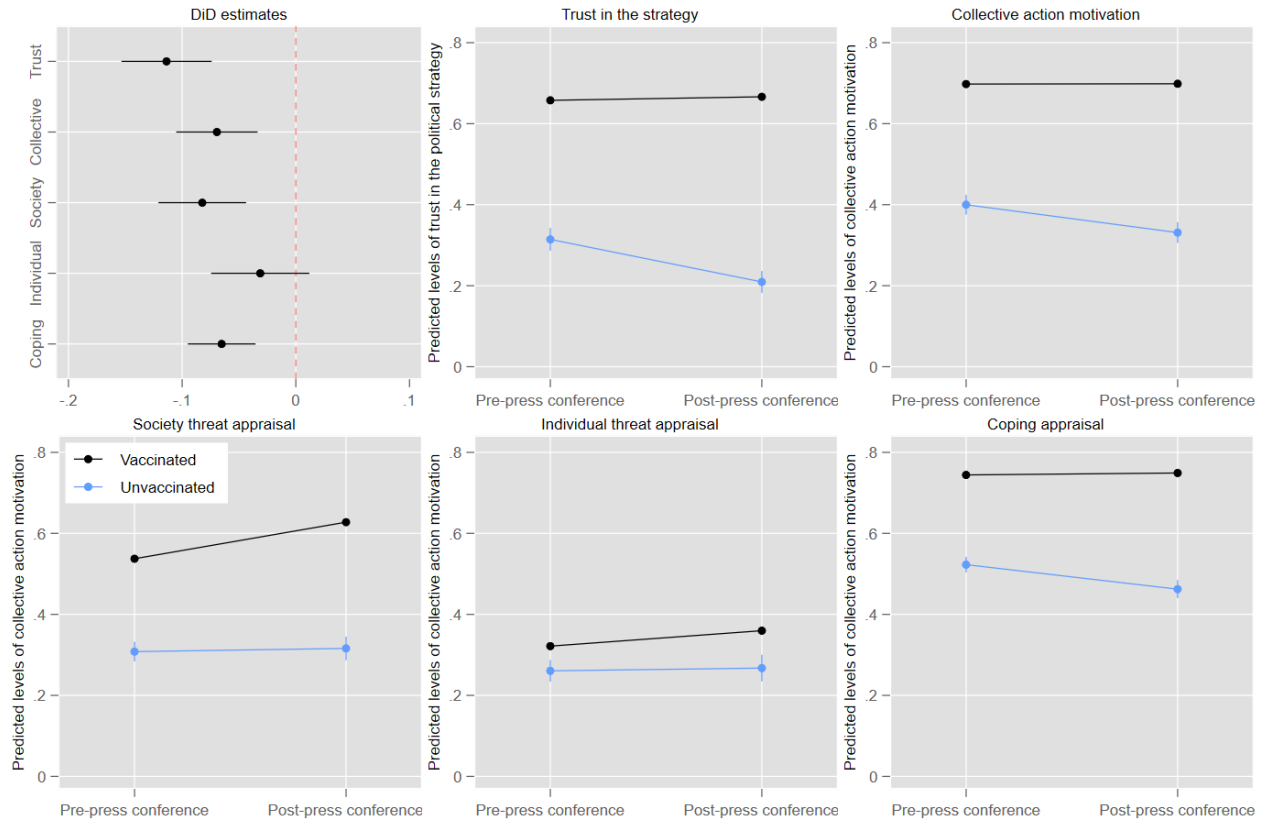 DiD estimates
Trust
Collective
Society
Individual
Coping
-.2
-.1
0
.1
Trust in the strategy
Predicted levels of trust in the political strategy
.8
.6
.4
.2
0
Pre-press conference
Post-press conference
Collective action motivation
Predicted levels of collective action motivation
.8
.6
.4
.2
0
Pre-press conference
Post-press conference
Society threat appraisal
Predicted levels of collective action motivation
.8
.6
.4
.2
0
Vaccinated
Unvaccinated
Pre-press conference
Post-press conference
Individual threat appraisal
Predicted levels of collective action motivation
.8
.6
.4
.2
0
Pre-press conference
Post-press conference
Coping appraisal
Predicted levels of collective action motivation
.8
.6
.4
.2
0
Pre-press conference
Post-press conference